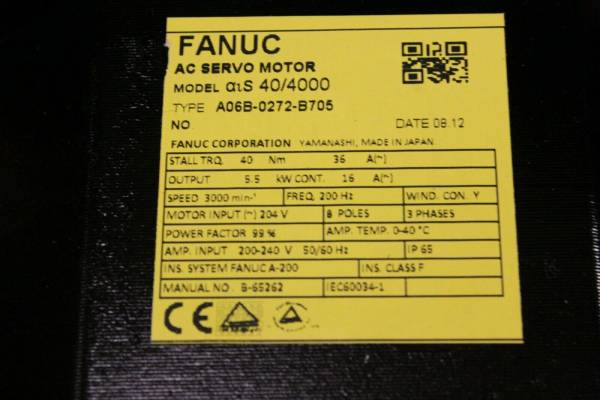 FANUC
AC SERVO MOTOR
MODEL αiS 40/4000
TYPE A06B-0272-B705
NO DATE 08.12
FANUC CORPORATION YAMANASHI, MADE IN JAPAN
STALL TRQ. 40 Nm 36 A(~)
OUTPUT 5.5 kW CONT. 16 A(~)
SPEED 3000 min⁻¹ FREQ. 200 Hz WIND. CON. Y
MOTOR INPUT (~) 204 V 8 POLES 3 PHASES
POWER FACTOR 99 % AMP. TEMP. 0-40 °C
AMP. INPUT 200-240 V 50/60 Hz IP 65
INS. SYSTEM FANUC A-200 INS. CLASS F
MANUAL NO. B-65262 IEC60034-1
CE